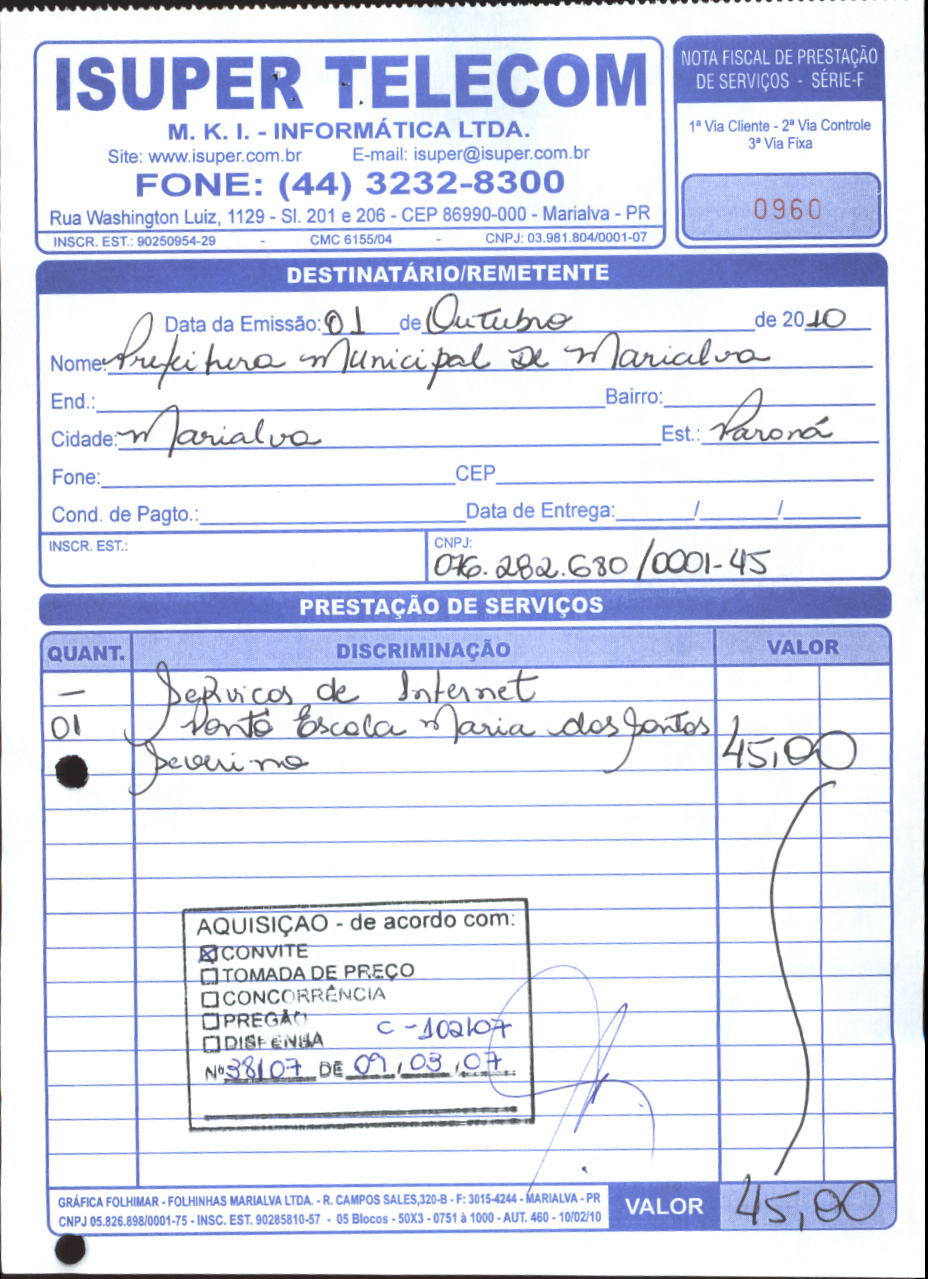 ISUPER TELECOM
M. K. I. - INFORMÁTICA LTDA.
Site: www.isuper.com.br E-mail: isuper@isuper.com.br
FONE: (44) 3232-8300
Rua Washington Luiz, 1129 - Sl. 201 e 206 - CEP 86990-000 - Marialva - PR
INSCR. EST.: 90250954-29 - CMC 6155/04 - CNPJ: 03.981.804/0001-07
NOTA FISCAL DE PRESTAÇÃO
DE SERVIÇOS - SÉRIE-F
1ª Via Cliente - 2ª Via Controle
3ª Via Fixa
0960
DESTINATÁRIO/REMETENTE
Data da Emissão: 01 de Outubro de 2010
Nome: Prefeitura Municipal De Marialva
End.: Bairro:
Cidade: Marialva Est.: Paraná
Fone: CEP
Cond. de Pagto.: Data de Entrega: / /
INSCR. EST.: CNPJ:
076.282.680/0001-45
PRESTAÇÃO DE SERVIÇOS
QUANT. DISCRIMINAÇÃO VALOR
— Serviços de Internet
01 Ponto Escola Maria dos Santos
Severino 45,00
AQUISIÇAO - de acordo com:
CONVITE
TOMADA DE PREÇO
CONCORRÊNCIA
PREGÃO
DISPENSA C-102/07
Nº 38/07 DE 09/03/07
GRÁFICA FOLHIMAR - FOLHINHAS MARIALVA LTDA. - R. CAMPOS SALES,320-B - F: 3015-4244 - MARIALVA - PR
CNPJ 05.826.898/0001-75 - INSC. EST. 90285810-57 - 05 Blocos - 50X3 - 0751 à 1000 - AUT. 460 - 10/02/10
VALOR 45,00